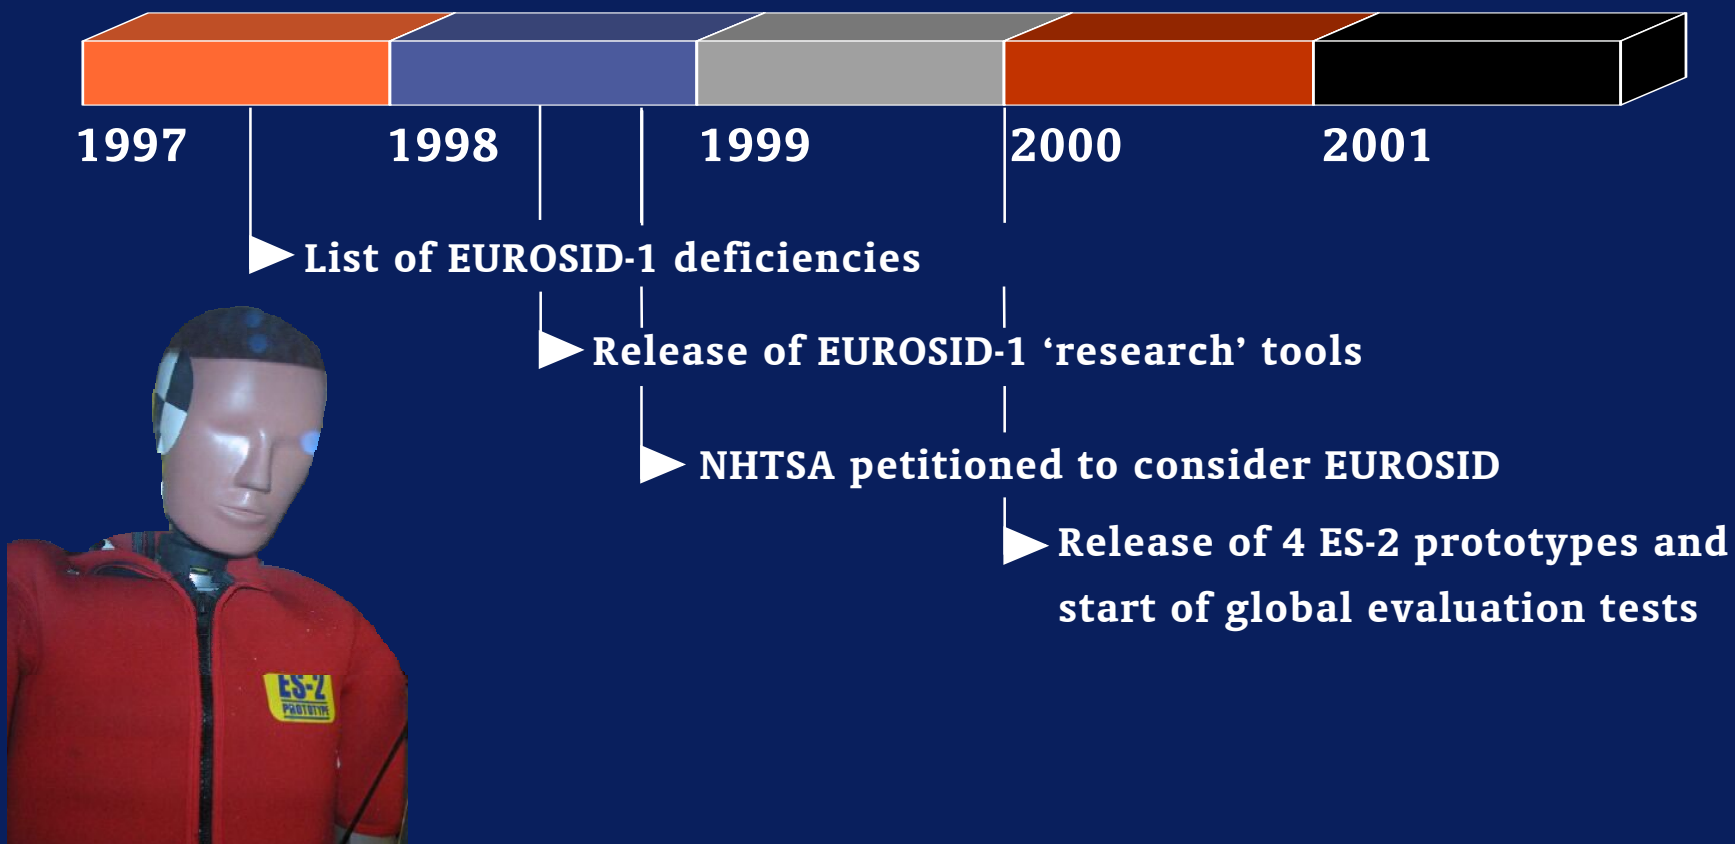 1997 1998 1999 2000 2001
List of EUROSID-1 deficiencies
Release of EUROSID-1 ‘research’ tools
NHTSA petitioned to consider EUROSID
Release of 4 ES-2 prototypes and
start of global evaluation tests
ES-2
PROTOTYPE